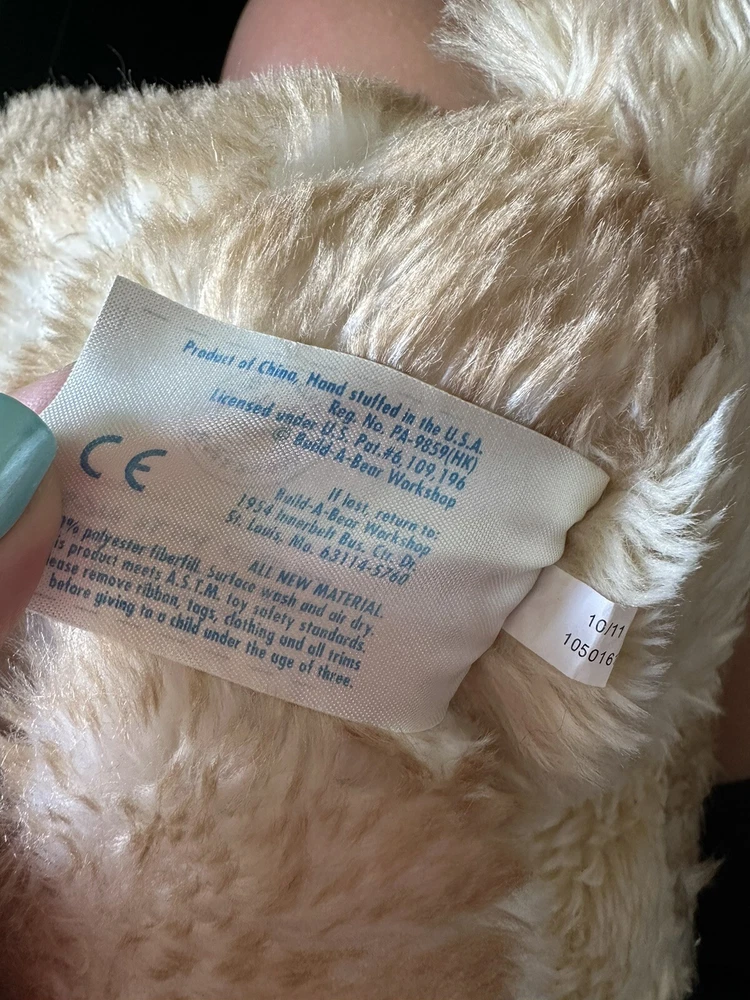 Product of China, Hand stuffed in the U.S.A.
Reg. No. PA-9859(HK)
Licensed under U.S. Pat.#6,109,196
© Build-A-Bear Workshop
CE
If lost, return to:
Build-A-Bear Workshop
1954 Innerbelt Bus. Ctr. Dr
St. Louis, Mo. 63114-5760
ALL NEW MATERIAL.
% polyester fiberfill. Surface wash and air dry.
is product meets A.S.T.M. toy safety standards.
ease remove ribbon, tags, clothing and all trims
before giving to a child under the age of three.
10/11
105016